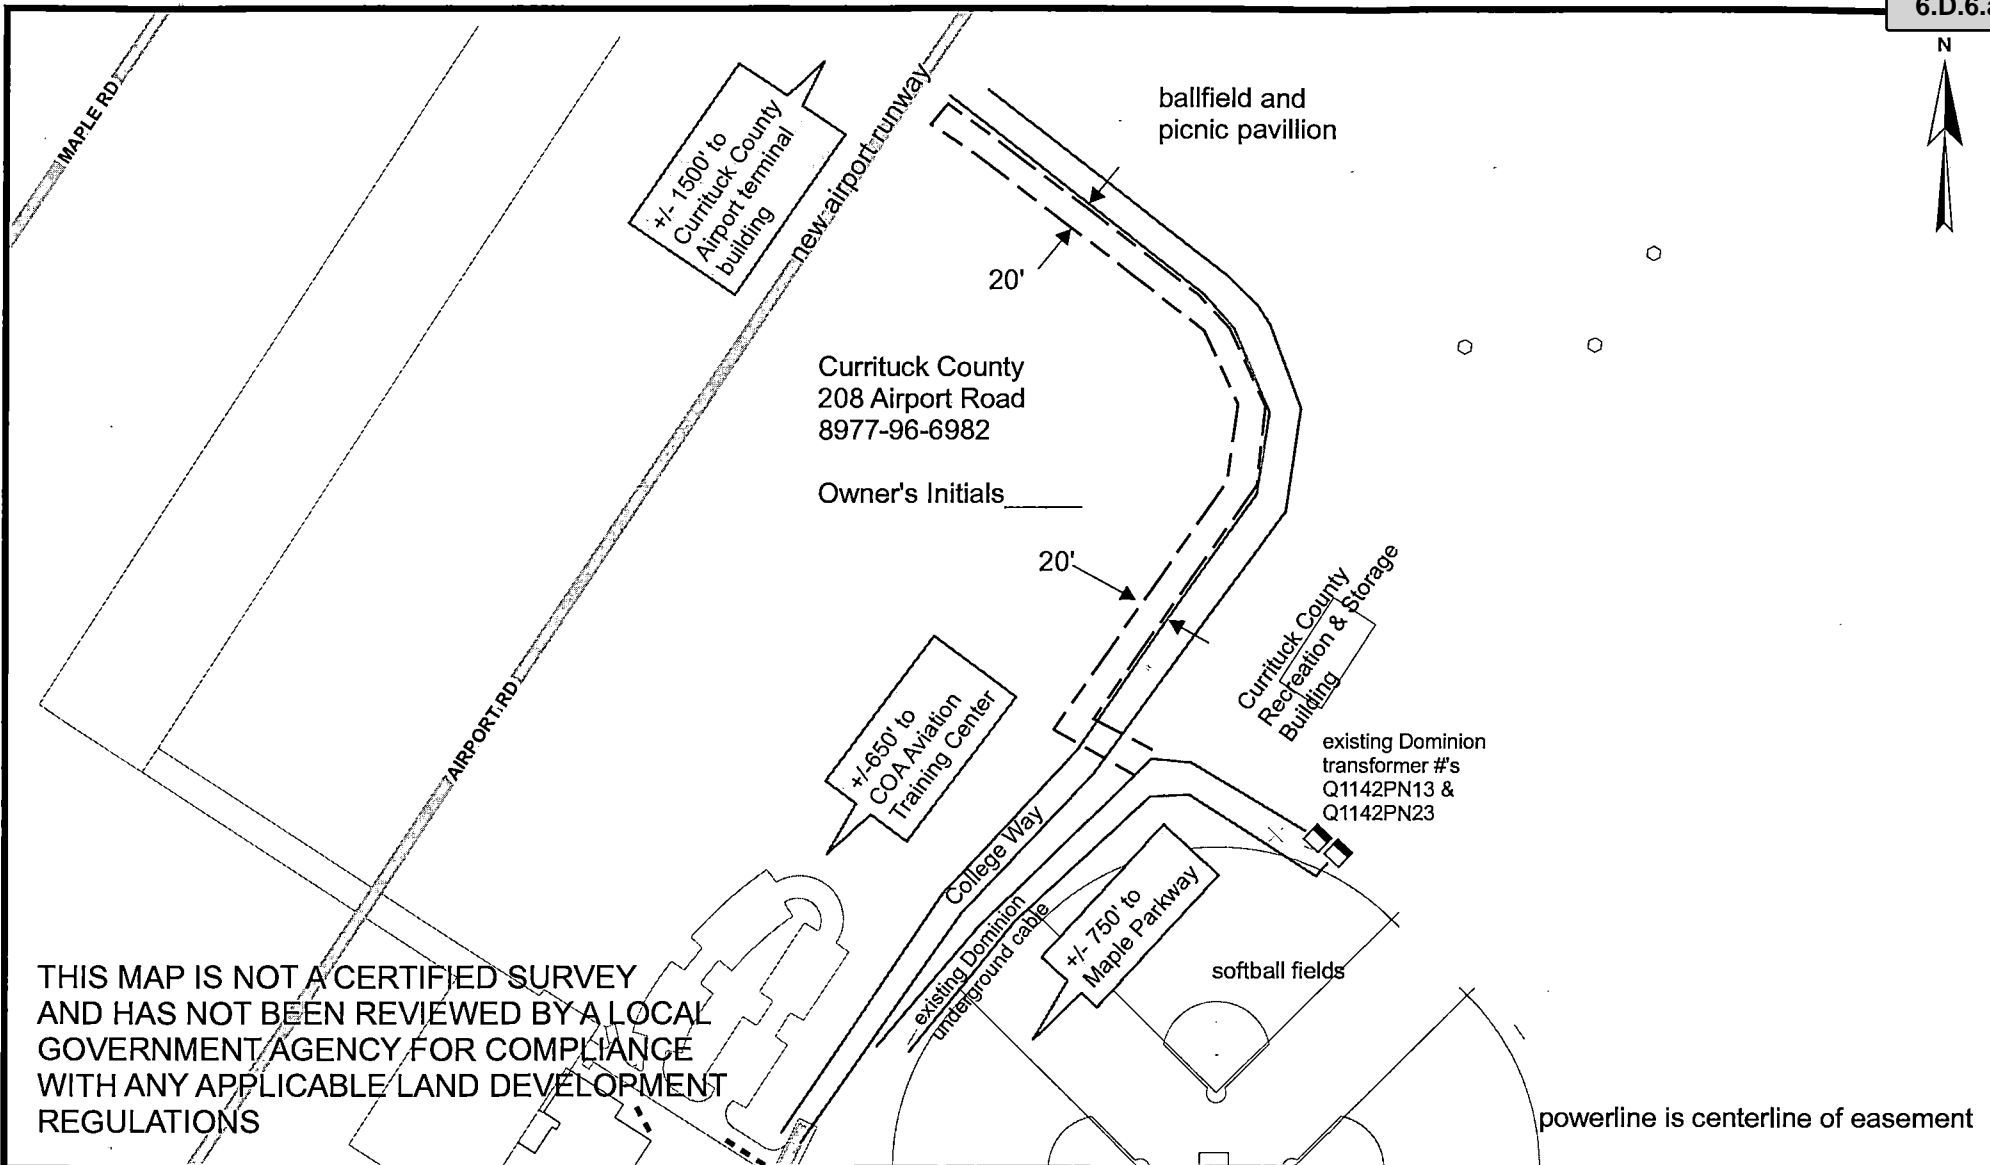 6.D.6.a
N
MAPLE RD
+/- 1500' to
Currituck County
Airport terminal
building
new airport runway
ballfield and
picnic pavillion
20'
Currituck County
208 Airport Road
8977-96-6982
Owner's Initials_____
20'
Currituck County
Recreation & Storage
Building
AIRPORT RD
+/-650' to
COA Aviation
Training Center
existing Dominion
transformer #'s
Q1142PN13 &
Q1142PN23
College Way
existing Dominion
underground cable
+/- 750' to
Maple Parkway
softball fields
THIS MAP IS NOT A CERTIFIED SURVEY
AND HAS NOT BEEN REVIEWED BY A LOCAL
GOVERNMENT AGENCY FOR COMPLIANCE
WITH ANY APPLICABLE LAND DEVELOPMENT
REGULATIONS
powerline is centerline of easement